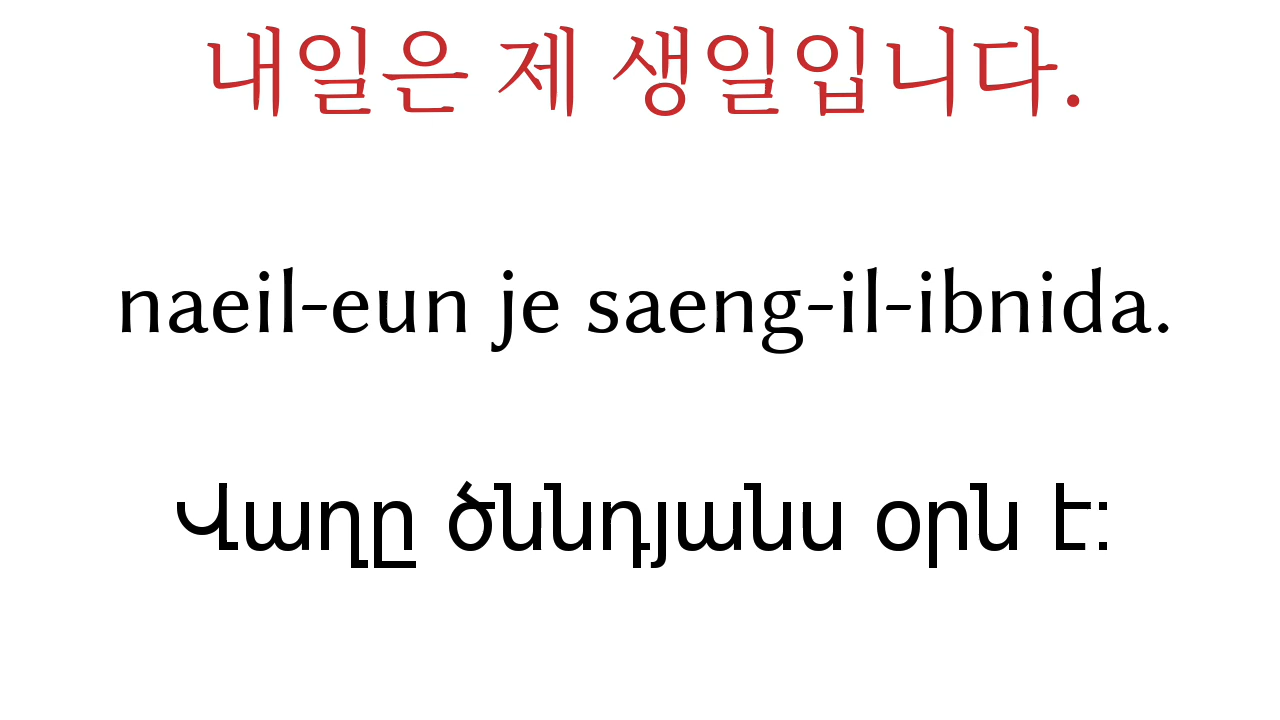 내일은 제 생일입니다.
naeil-eun je saeng-il-ibnida.
Վաղը ծննդյանս օրն է: